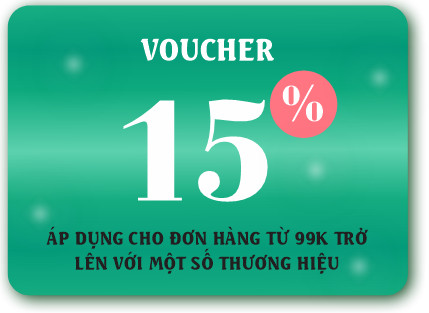 VOUCHER
15%
ÁP DỤNG CHO ĐƠN HÀNG TỪ 99K TRỞ
LÊN VỚI MỘT SỐ THƯƠNG HIỆU